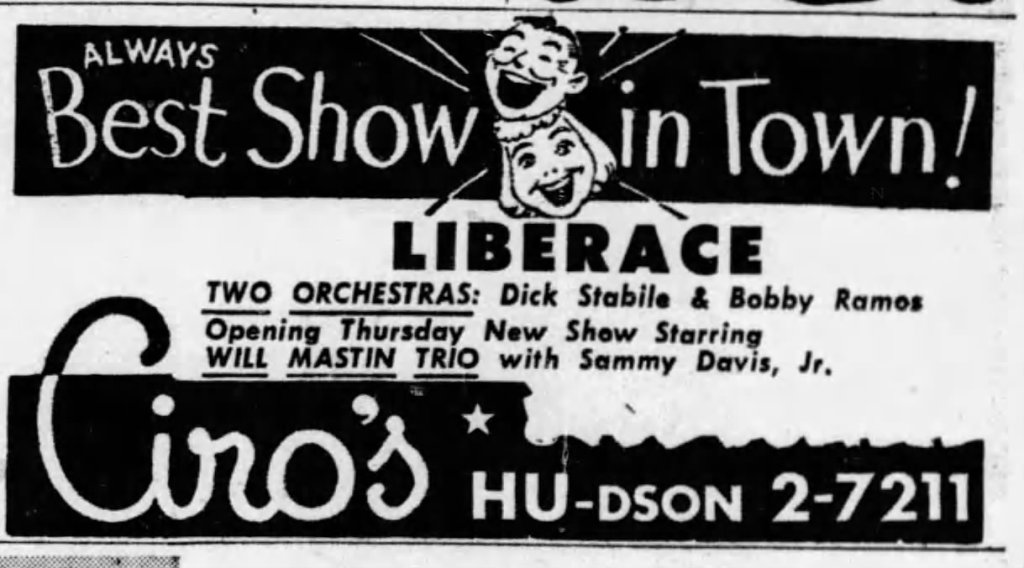 ALWAYS
Best Show in Town!
LIBERACE
TWO ORCHESTRAS: Dick Stabile & Bobby Ramos
Opening Thursday New Show Starring
WILL MASTIN TRIO with Sammy Davis, Jr.
Ciro's
HU-DSON 2-7211